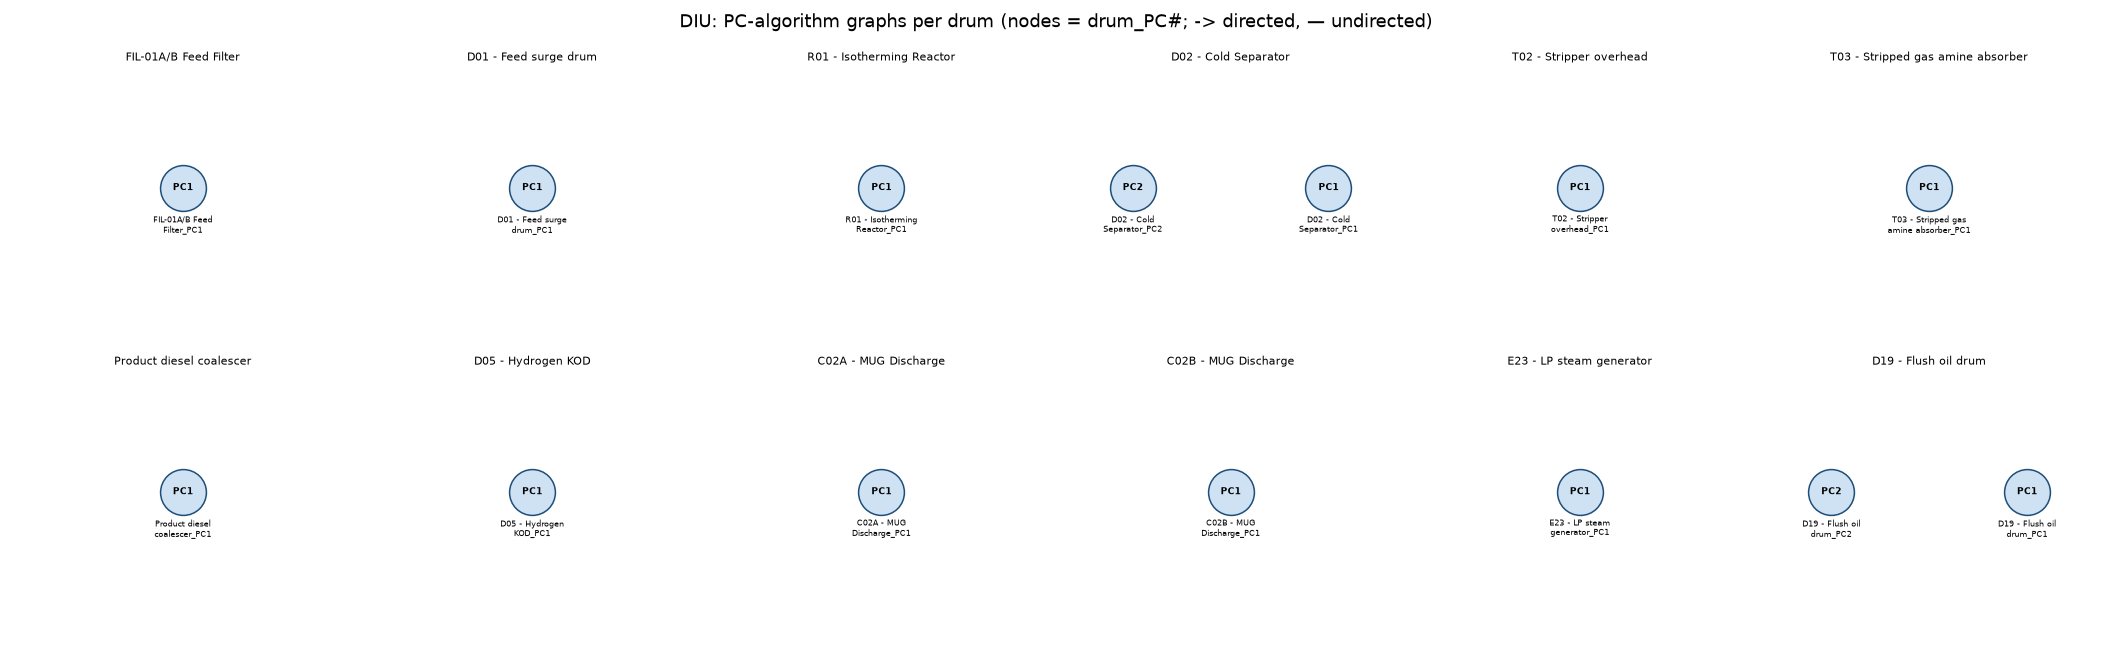 DIU: PC-algorithm graphs per drum (nodes = drum_PC#; -> directed, — undirected)
FIL-01A/B Feed Filter
D01 - Feed surge drum
R01 - Isotherming Reactor
D02 - Cold Separator
T02 - Stripper overhead
T03 - Stripped gas amine absorber
PC1
FIL-01A/B Feed
Filter_PC1
PC1
D01 - Feed surge
drum_PC1
PC1
R01 - Isotherming
Reactor_PC1
PC2
D02 - Cold
Separator_PC2
PC1
D02 - Cold
Separator_PC1
PC1
T02 - Stripper
overhead_PC1
PC1
T03 - Stripped gas
amine absorber_PC1
Product diesel coalescer
D05 - Hydrogen KOD
C02A - MUG Discharge
C02B - MUG Discharge
E23 - LP steam generator
D19 - Flush oil drum
PC1
Product diesel
coalescer_PC1
PC1
D05 - Hydrogen
KOD_PC1
PC1
C02A - MUG
Discharge_PC1
PC1
C02B - MUG
Discharge_PC1
PC1
E23 - LP steam
generator_PC1
PC2
D19 - Flush oil
drum_PC2
PC1
D19 - Flush oil
drum_PC1